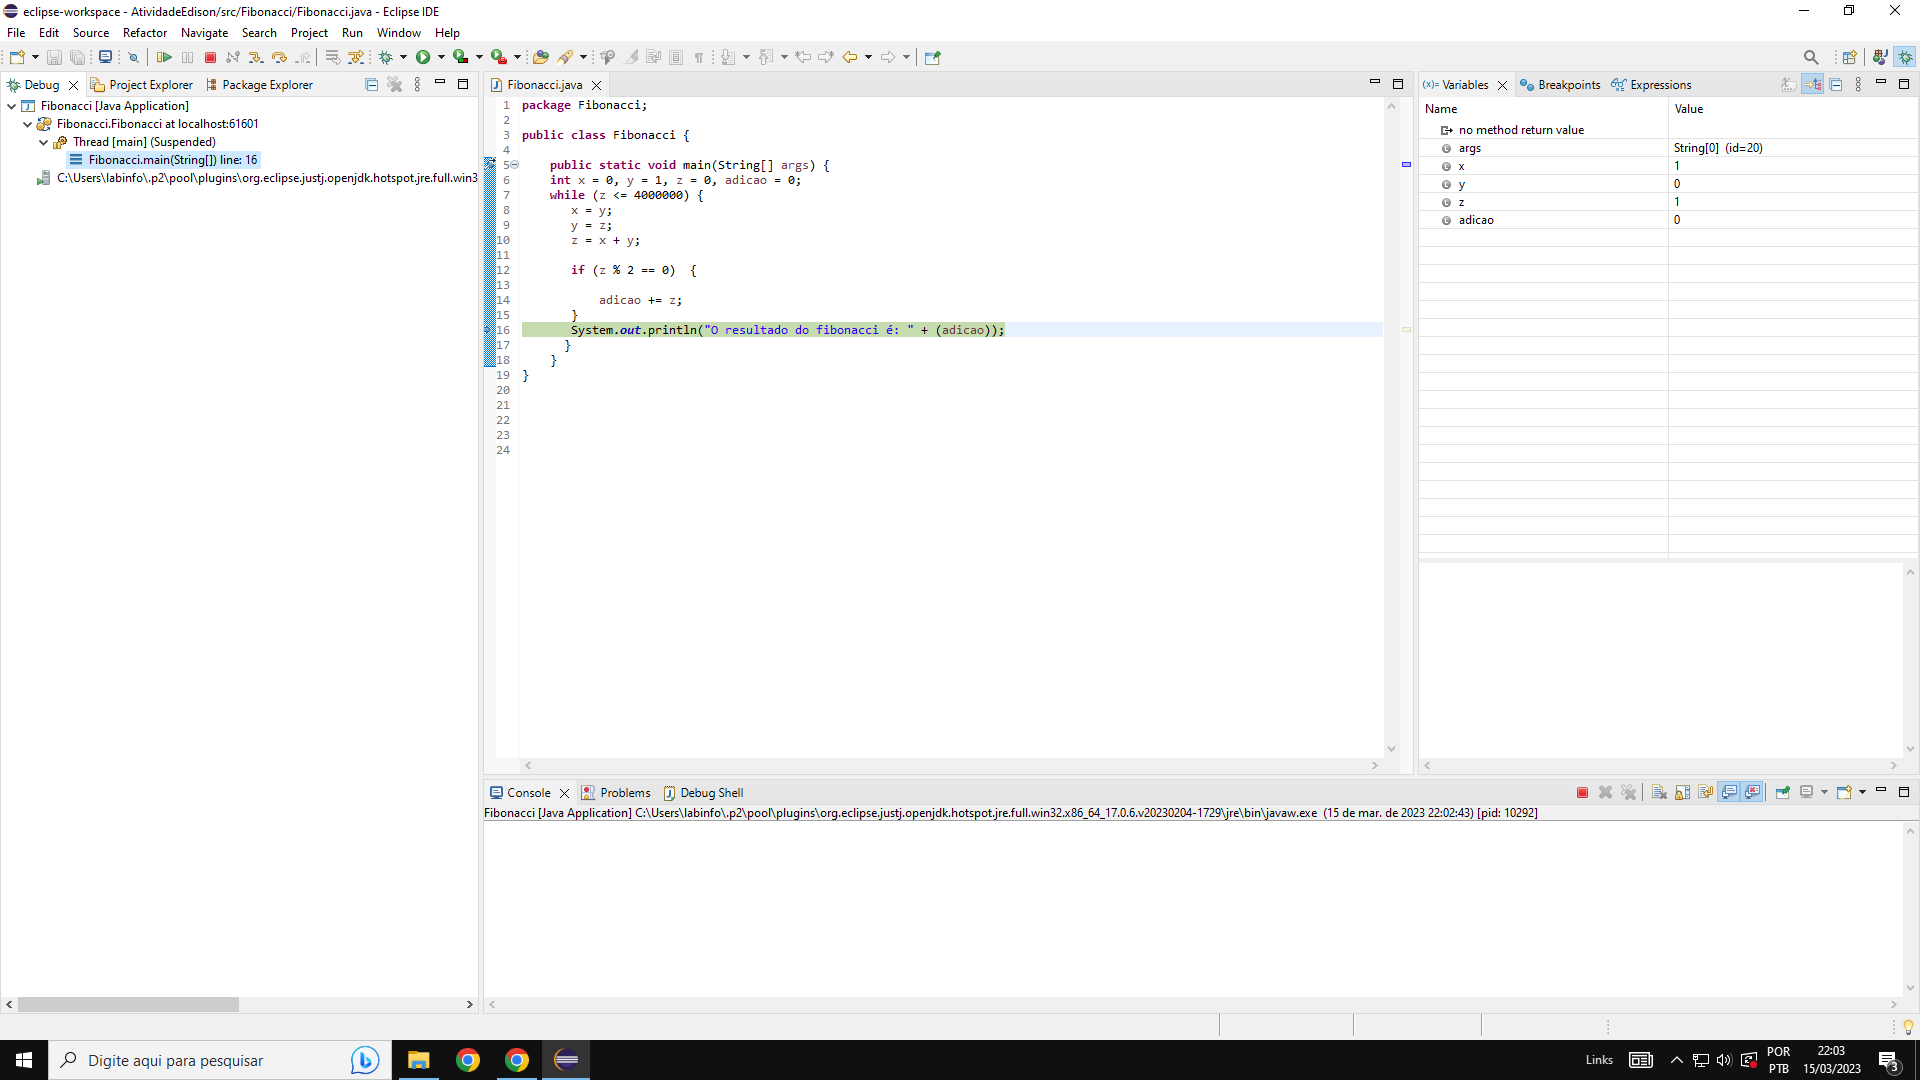 eclipse-workspace - AtividadeEdison/src/Fibonacci/Fibonacci.java - Eclipse IDE
File Edit Source Refactor Navigate Search Project Run Window Help
Debug Project Explorer Package Explorer
Fibonacci [Java Application]
Fibonacci.Fibonacci at localhost:61601
Thread [main] (Suspended)
Fibonacci.main(String[]) line: 16
C:\Users\labinfo\.p2\pool\plugins\org.eclipse.justj.openjdk.hotspot.jre.full.win3
Fibonacci.java
1 package Fibonacci;
2
3 public class Fibonacci {
4
5 public static void main(String[] args) {
6 int x = 0, y = 1, z = 0, adicao = 0;
7 while (z <= 4000000) {
8 x = y;
9 y = z;
10 z = x + y;
11
12 if (z % 2 == 0)  {
13
14 adicao += z;
15 }
16 System.out.println("O resultado do fibonacci é: " + (adicao));
17 }
18 }
19 }
20
21
22
23
24
(x)= Variables Breakpoints Expressions
Name Value
no method return value
args String[0] (id=20)
x 1
y 0
z 1
adicao 0
Console Problems Debug Shell
Fibonacci [Java Application] C:\Users\labinfo\.p2\pool\plugins\org.eclipse.justj.openjdk.hotspot.jre.full.win32.x86_64_17.0.6.v20230204-1729\jre\bin\javaw.exe (15 de mar. de 2023 22:02:43) [pid: 10292]
Digite aqui para pesquisar
Links
POR
PTB
22:03
15/03/2023
3